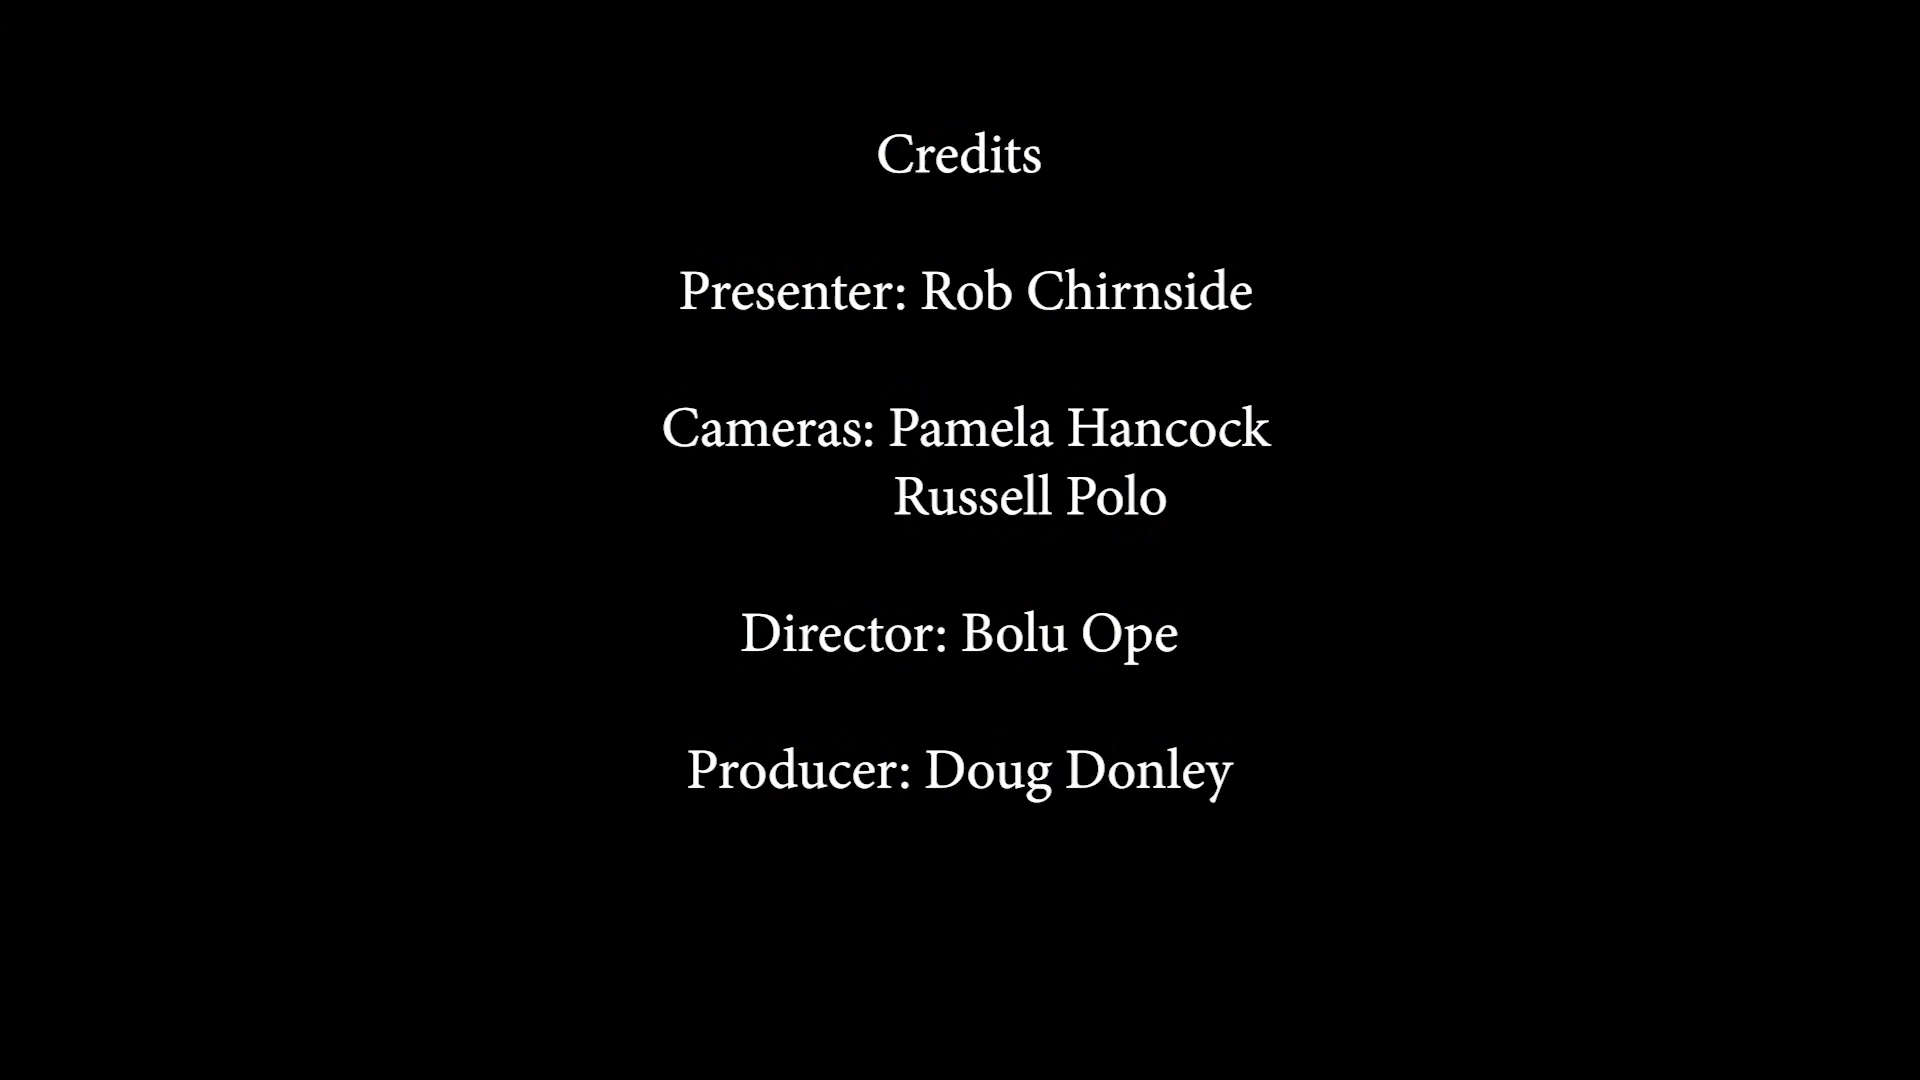 Credits
Presenter: Rob Chirnside
Cameras: Pamela Hancock
Russell Polo
Director: Bolu Ope
Producer: Doug Donley